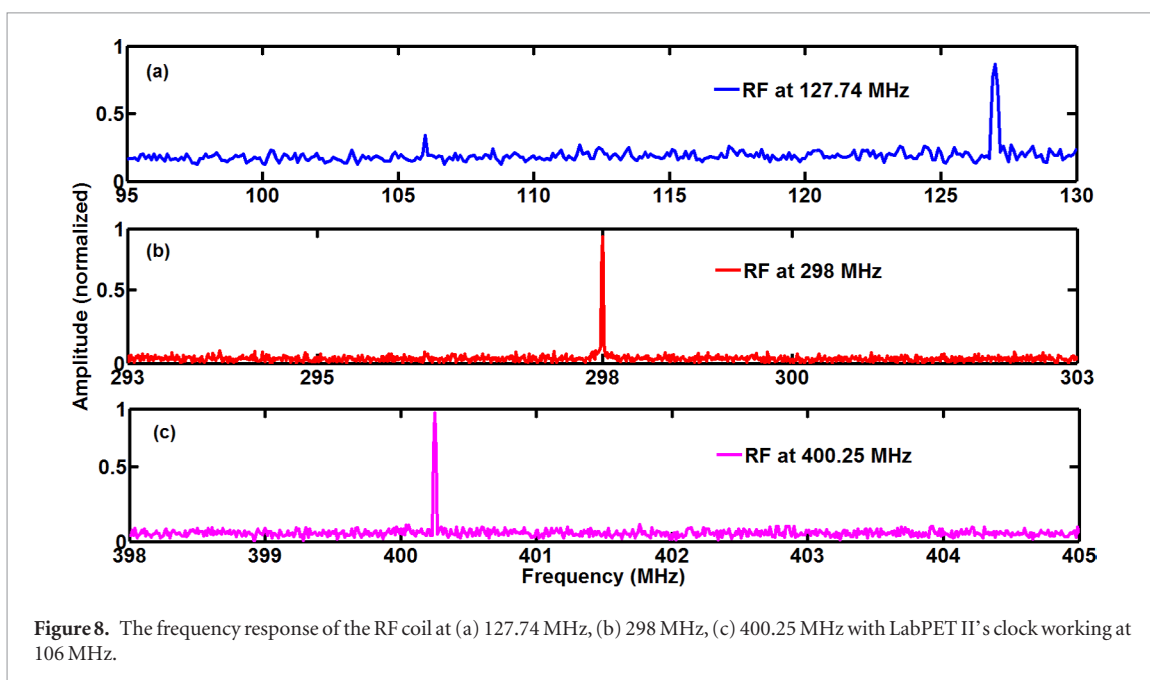 1
(a)
RF at 127.74 MHz
0.5
0
95 100 105 110 115 120 125 130
1
(b)
RF at 298 MHz
0.5
0
293 295 298 300 303
Amplitude (normalized)
1
(c)
RF at 400.25 MHz
0.5
0
398 399 400 401 402 403 404 405
Frequency (MHz)
Figure 8. The frequency response of the RF coil at (a) 127.74 MHz, (b) 298 MHz, (c) 400.25 MHz with LabPET II's clock working at
106 MHz.